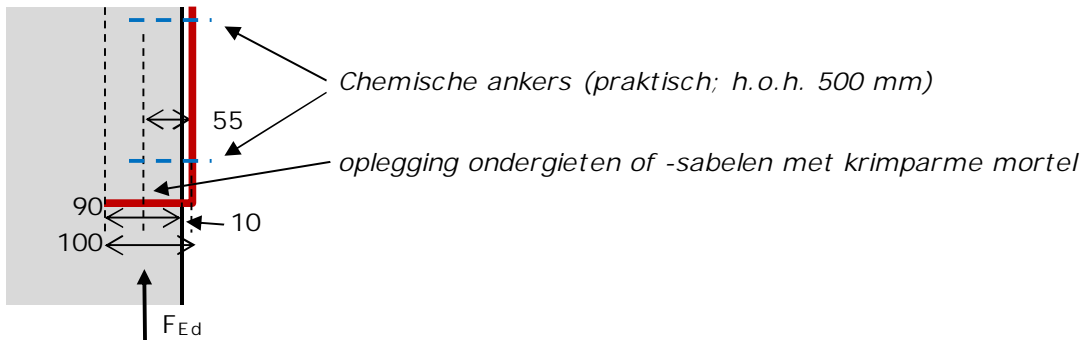 Chemische ankers (praktisch; h.o.h. 500 mm)
55
oplegging ondergieten of -sabelen met krimparme mortel
90
10
100
FEd